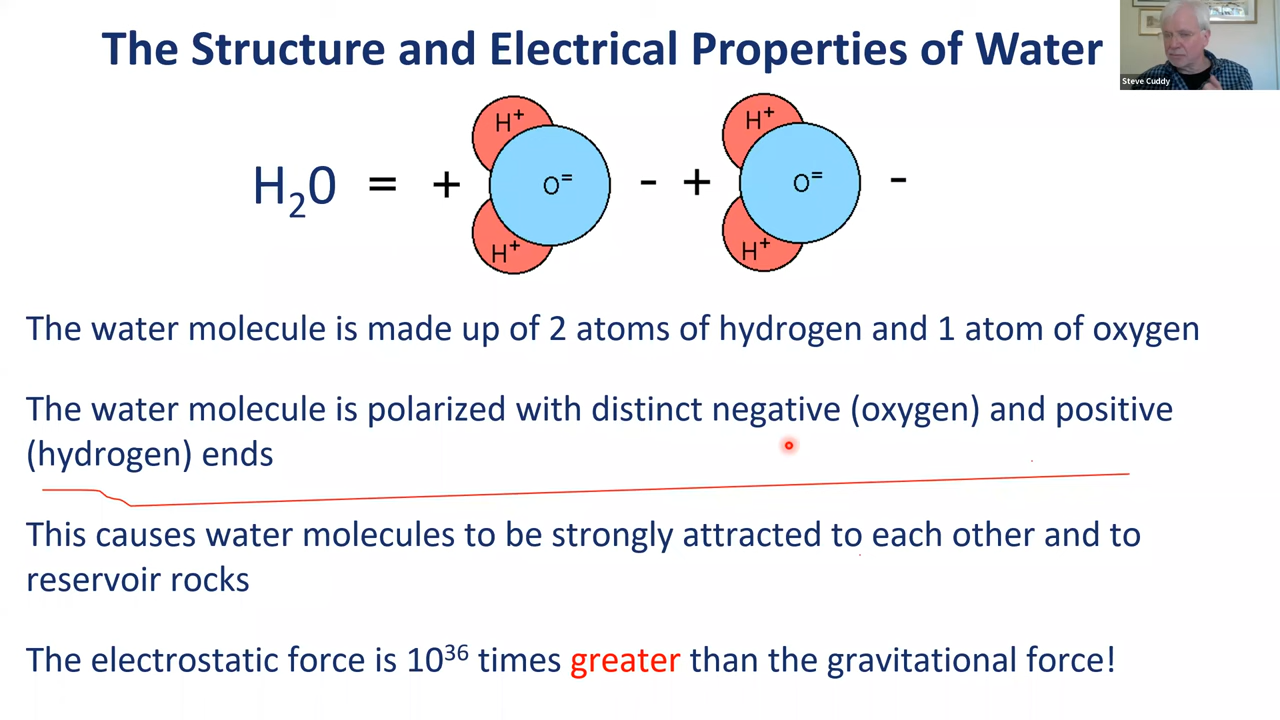 The Structure and Electrical Properties of Water
Steve Cuddy
H⁺ H⁺
H₂0 = + O⁼ - + O⁼ -
H⁺ H⁺
The water molecule is made up of 2 atoms of hydrogen and 1 atom of oxygen
The water molecule is polarized with distinct negative (oxygen) and positive
(hydrogen) ends
This causes water molecules to be strongly attracted to each other and to
reservoir rocks
The electrostatic force is 10³⁶ times greater than the gravitational force!